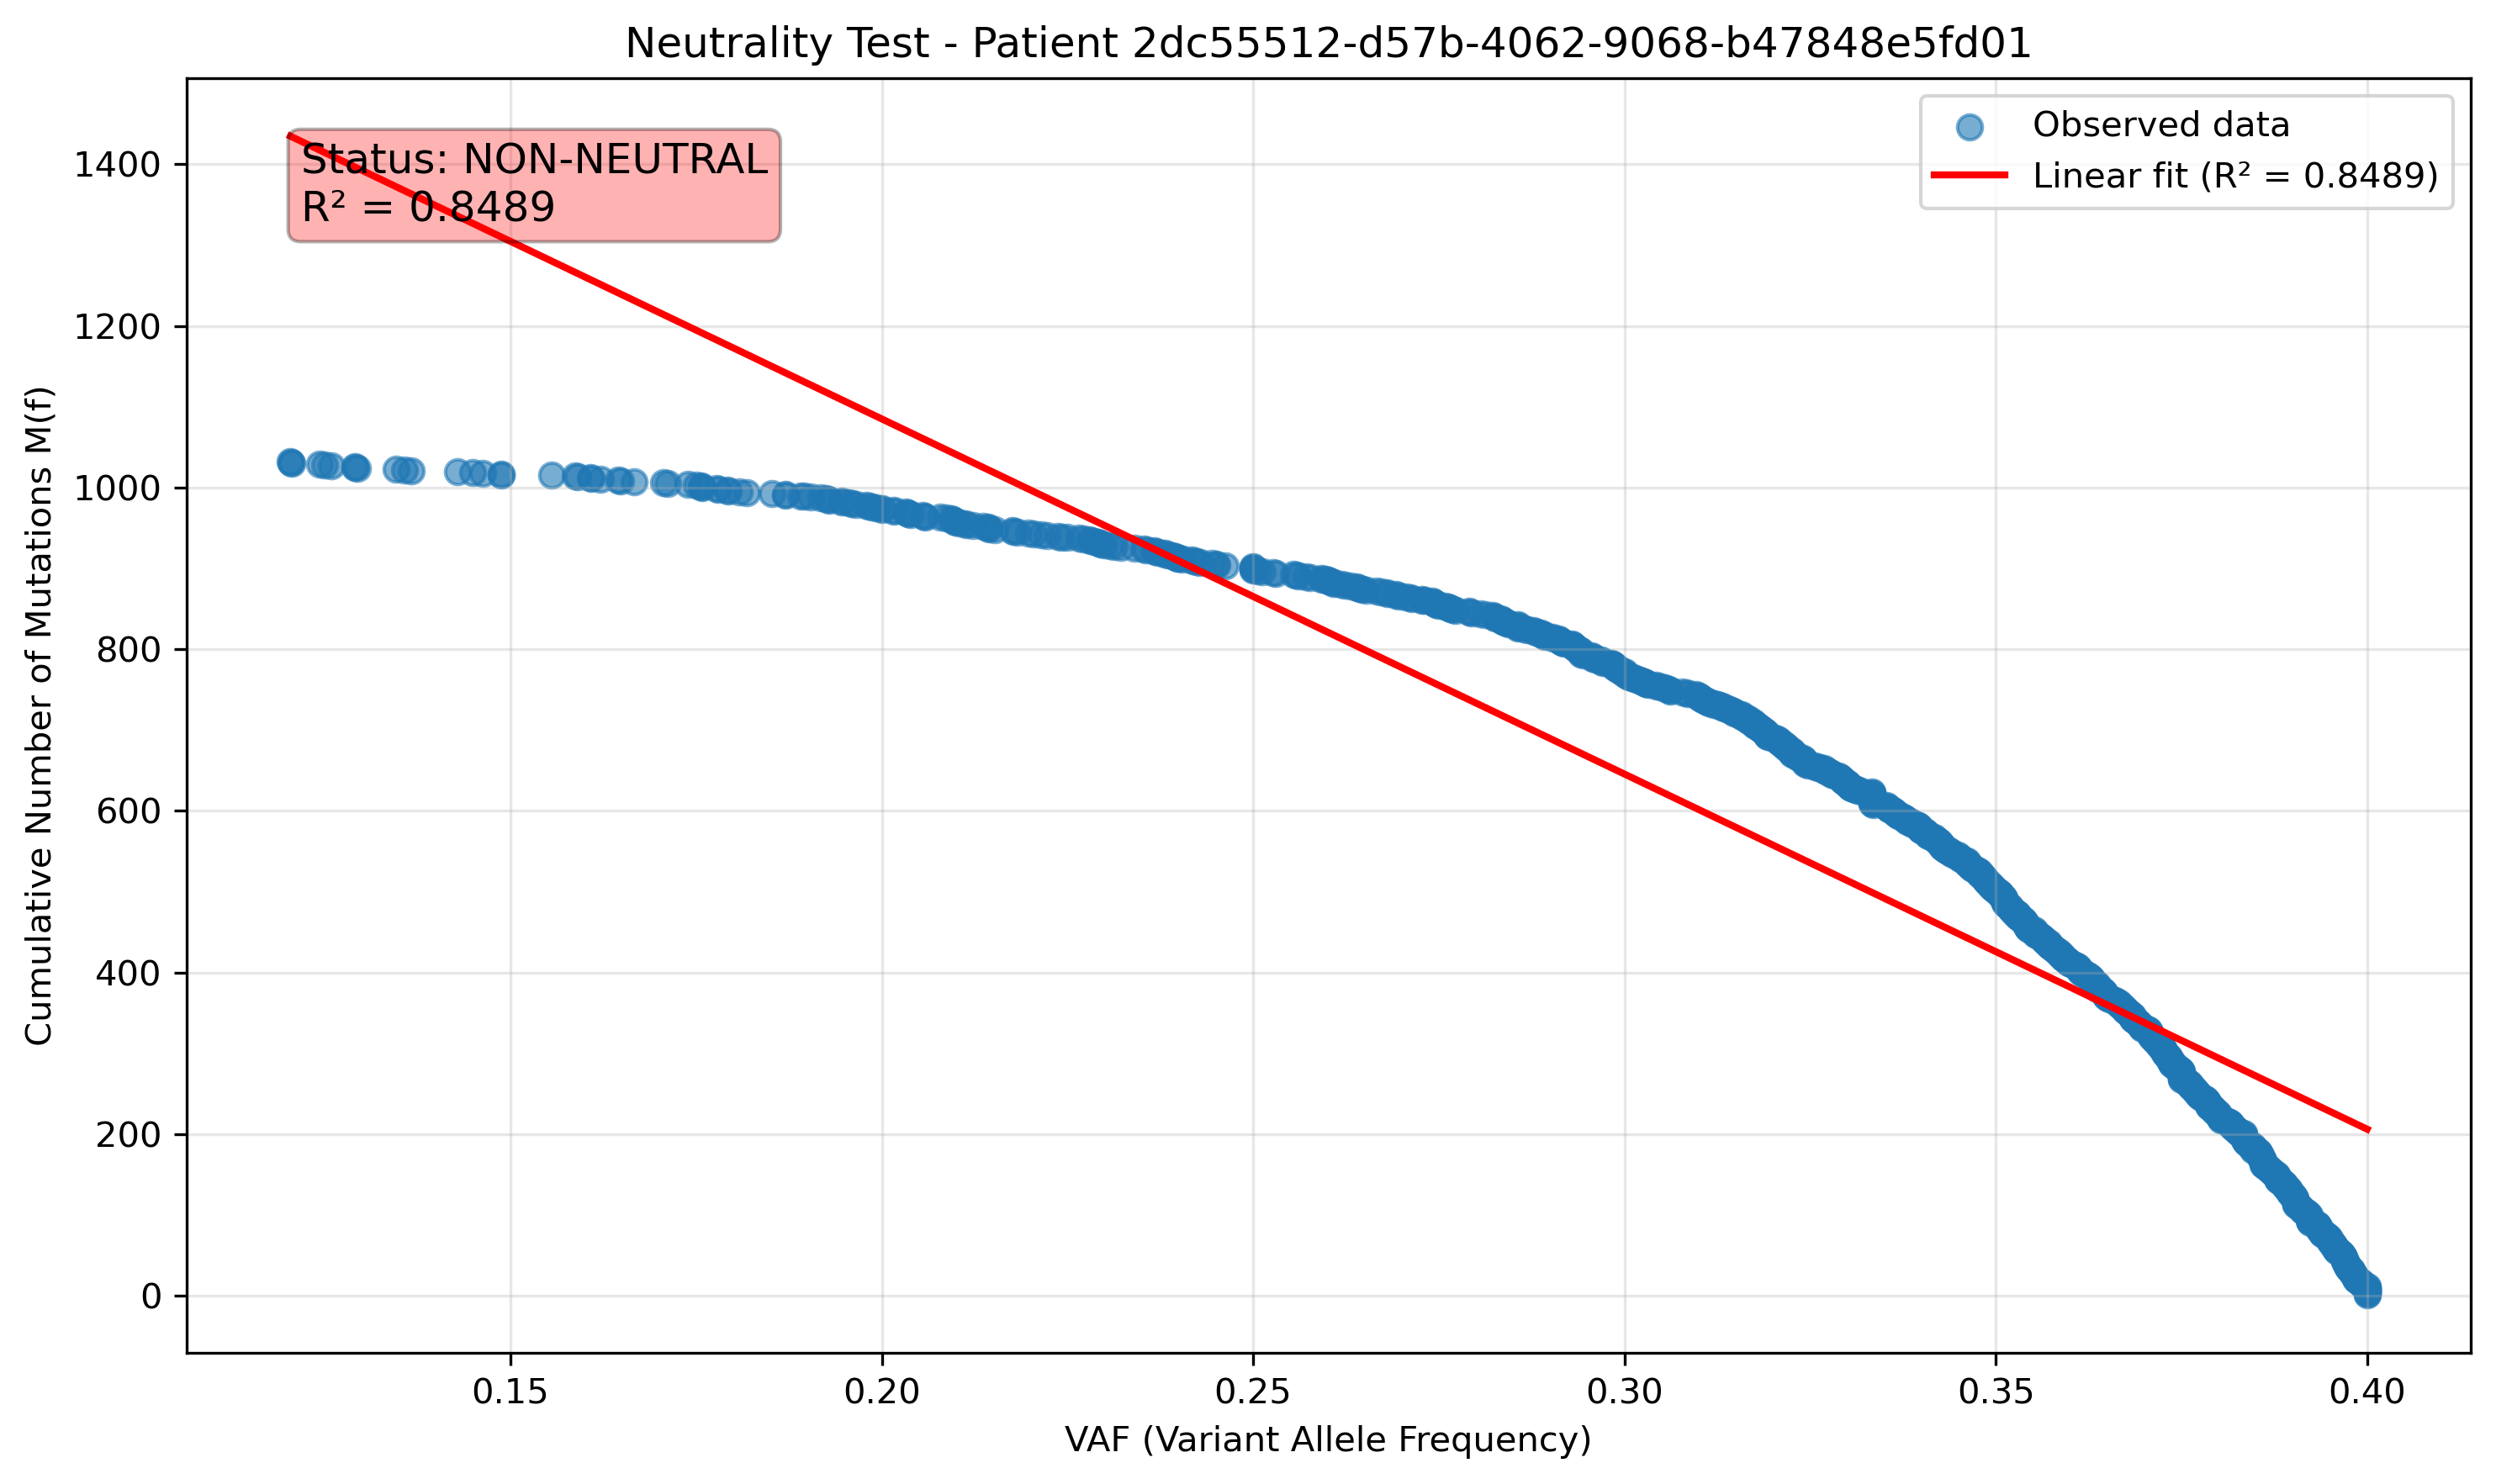 Neutrality Test - Patient 2dc55512-d57b-4062-9068-b47848e5fd01
Observed data
Linear fit (R² = 0.8489)
Status: NON-NEUTRAL
R² = 0.8489
Cumulative Number of Mutations M(f)
1400
1200
1000
800
600
400
200
0
0.15 0.20 0.25 0.30 0.35 0.40
VAF (Variant Allele Frequency)